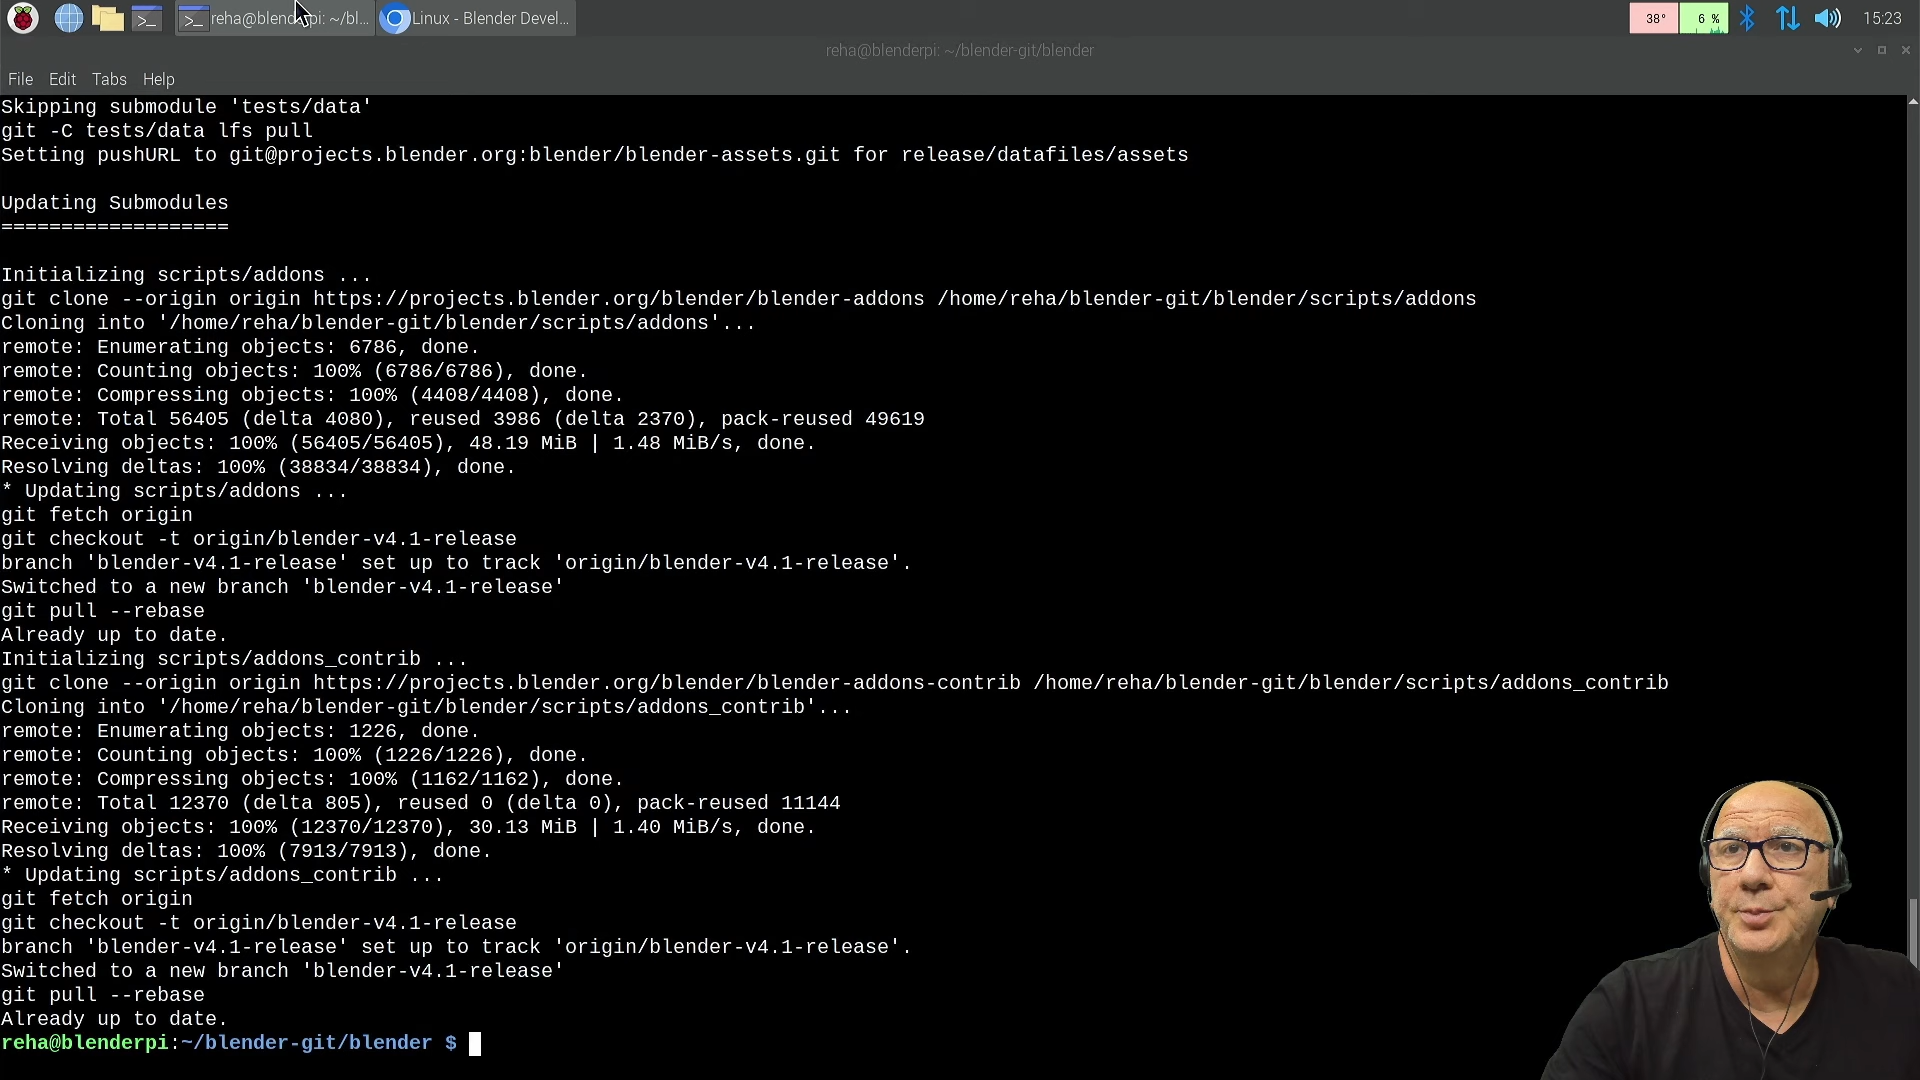 reha@blenderpi: ~/bl...
Linux - Blender Devel...
38°
6 %
15:23
reha@blenderpi: ~/blender-git/blender
File Edit Tabs Help
Skipping submodule 'tests/data'
git -C tests/data lfs pull
Setting pushURL to git@projects.blender.org:blender/blender-assets.git for release/datafiles/assets
Updating Submodules
===================
Initializing scripts/addons ...
git clone --origin origin https://projects.blender.org/blender/blender-addons /home/reha/blender-git/blender/scripts/addons
Cloning into '/home/reha/blender-git/blender/scripts/addons'...
remote: Enumerating objects: 6786, done.
remote: Counting objects: 100% (6786/6786), done.
remote: Compressing objects: 100% (4408/4408), done.
remote: Total 56405 (delta 4080), reused 3986 (delta 2370), pack-reused 49619
Receiving objects: 100% (56405/56405), 48.19 MiB | 1.48 MiB/s, done.
Resolving deltas: 100% (38834/38834), done.
* Updating scripts/addons ...
git fetch origin
git checkout -t origin/blender-v4.1-release
branch 'blender-v4.1-release' set up to track 'origin/blender-v4.1-release'.
Switched to a new branch 'blender-v4.1-release'
git pull --rebase
Already up to date.
Initializing scripts/addons_contrib ...
git clone --origin origin https://projects.blender.org/blender/blender-addons-contrib /home/reha/blender-git/blender/scripts/addons_contrib
Cloning into '/home/reha/blender-git/blender/scripts/addons_contrib'...
remote: Enumerating objects: 1226, done.
remote: Counting objects: 100% (1226/1226), done.
remote: Compressing objects: 100% (1162/1162), done.
remote: Total 12370 (delta 805), reused 0 (delta 0), pack-reused 11144
Receiving objects: 100% (12370/12370), 30.13 MiB | 1.40 MiB/s, done.
Resolving deltas: 100% (7913/7913), done.
* Updating scripts/addons_contrib ...
git fetch origin
git checkout -t origin/blender-v4.1-release
branch 'blender-v4.1-release' set up to track 'origin/blender-v4.1-release'.
Switched to a new branch 'blender-v4.1-release'
git pull --rebase
Already up to date.
reha@blenderpi:~/blender-git/blender $